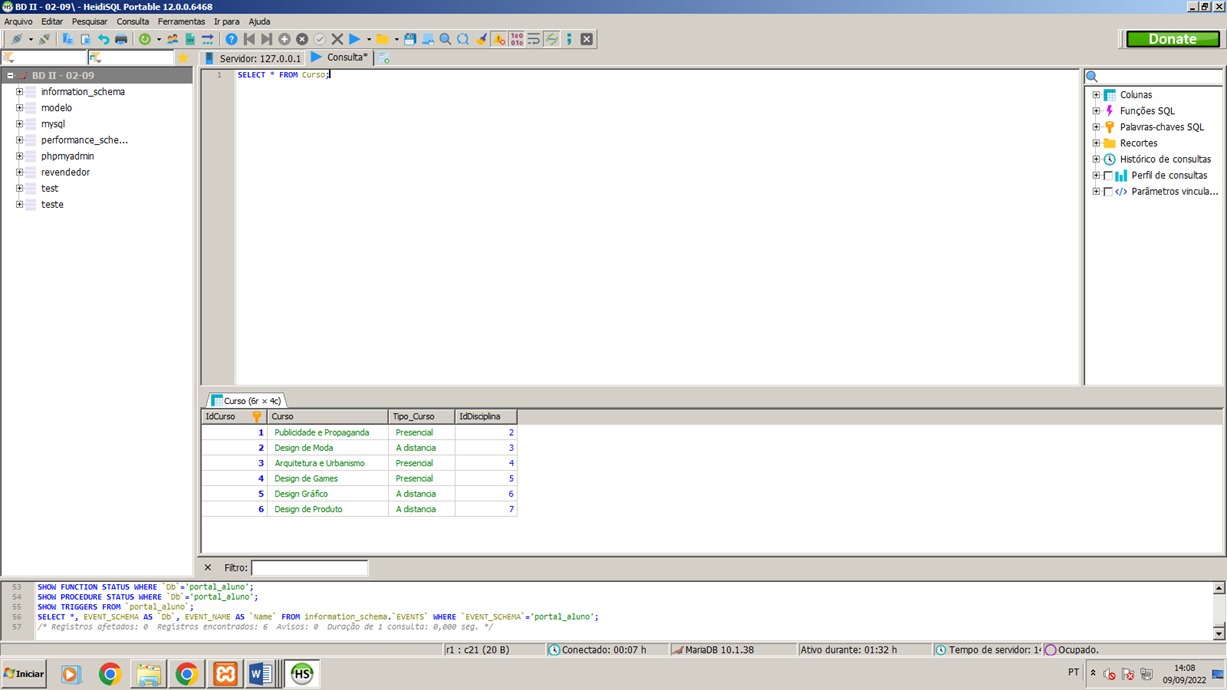 BD II - 02-09\ - HeidiSQL Portable 12.0.0.6468
Arquivo Editar Pesquisar Consulta Ferramentas Ir para Ajuda
Donate
Servidor: 127.0.0.1 Consulta*
BD II - 02-09
information_schema
modelo
mysql
performance_sche...
phpmyadmin
revendedor
test
teste
1 SELECT * FROM Curso;
Colunas
Funções SQL
Palavras-chaves SQL
Recortes
Histórico de consultas
Perfil de consultas
Parâmetros vincula...
Curso (6r × 4c)
IdCurso Curso Tipo_Curso IdDisciplina
1 Publicidade e Propaganda Presencial 2
2 Design de Moda A distancia 3
3 Arquitetura e Urbanismo Presencial 4
4 Design de Games Presencial 5
5 Design Gráfico A distancia 6
6 Design de Produto A distancia 7
Filtro:
53 SHOW FUNCTION STATUS WHERE `Db`='portal_aluno';
54 SHOW PROCEDURE STATUS WHERE `Db`='portal_aluno';
55 SHOW TRIGGERS FROM `portal_aluno`;
56 SELECT *, EVENT_SCHEMA AS `Db`, EVENT_NAME AS `Name` FROM information_schema.`EVENTS` WHERE `EVENT_SCHEMA`='portal_aluno';
57 /* Registros afetados: 0 Registros encontrados: 6 Avisos: 0 Duração de 1 consulta: 0,000 seg. */
r1 : c21 (20 B) Conectado: 00:07 h MariaDB 10.1.38 Ativo durante: 01:32 h Tempo de servidor: 14 Ocupado.
Iniciar
HS
PT
14:08
09/09/2022